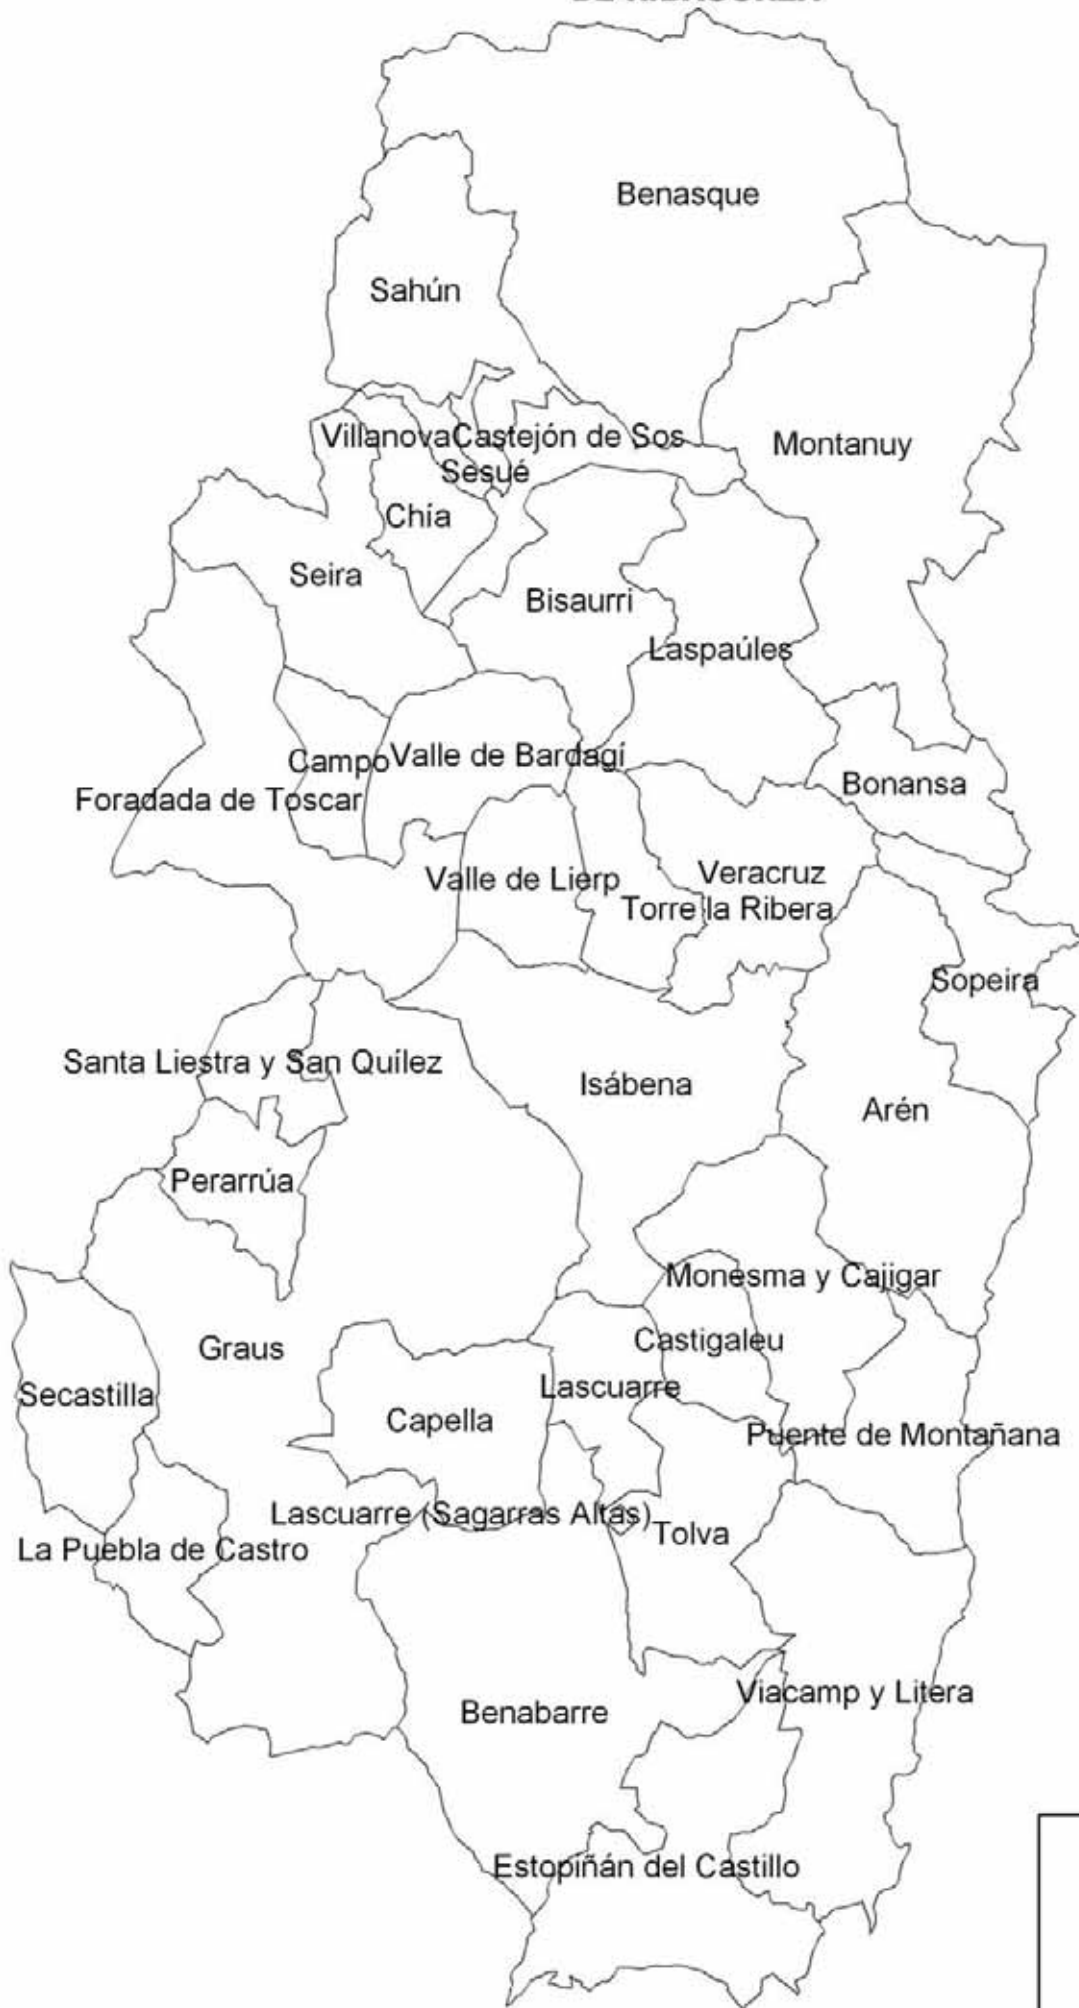 Benasque
Sahún
Villanova
Castejón de Sos
Montanuy
Sesué
Chía
Seira
Bisaurri
Laspaúles
Campo
Valle de Bardagí
Bonansa
Foradada de Toscar
Valle de Lierp
Veracruz
Torre la Ribera
Sopeira
Santa Liestra y San Quílez
Isábena
Arén
Perarrúa
Monesma y Cajigar
Graus
Castigaleu
Secastilla
Lascuarre
Capella
Puente de Montañana
Lascuarre (Sagarras Altas)
Tolva
La Puebla de Castro
Viacamp y Litera
Benabarre
Estopiñán del Castillo